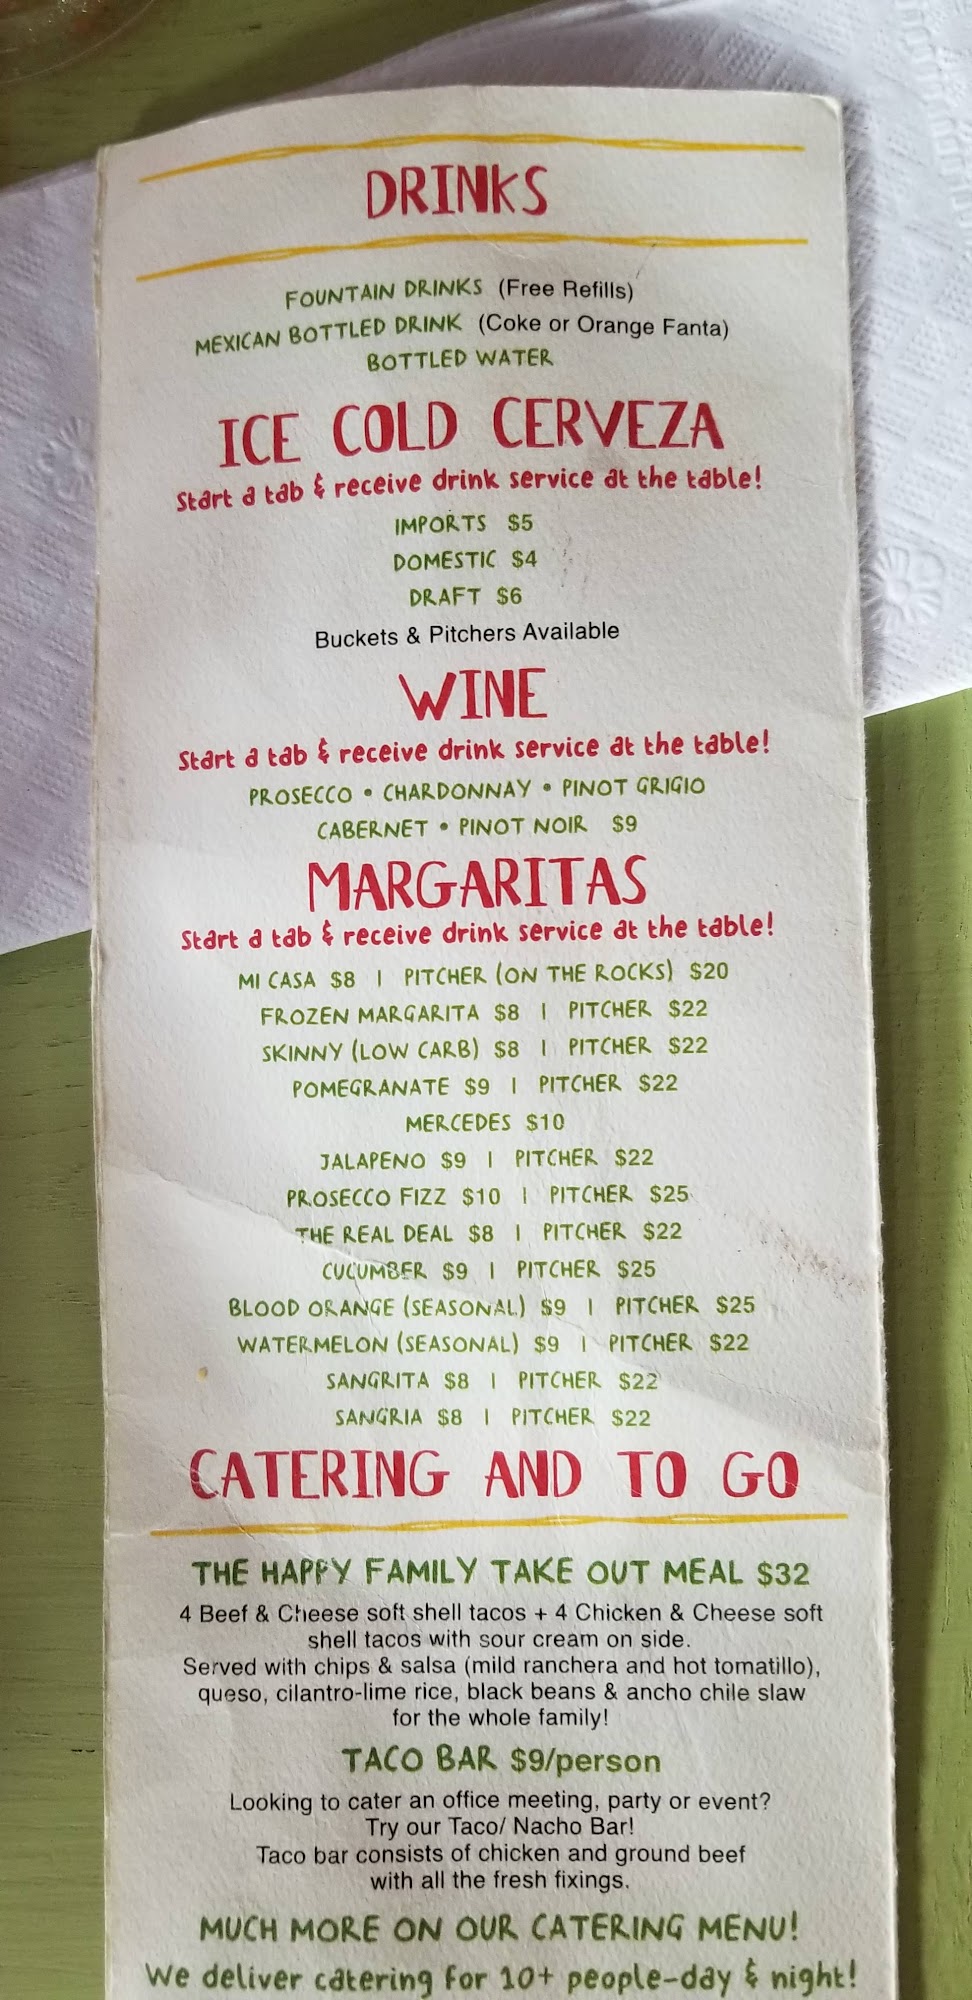 DRINKS
FOUNTAIN DRINKS (Free Refills)
MEXICAN BOTTLED DRINK (Coke or Orange Fanta)
BOTTLED WATER
ICE COLD CERVEZA
Start a tab & receive drink service at the table!
IMPORTS $5
DOMESTIC $4
DRAFT $6
Buckets & Pitchers Available
WINE
Start a tab & receive drink service at the table!
PROSECCO • CHARDONNAY • PINOT GRIGIO
CABERNET • PINOT NOIR $9
MARGARITAS
Start a tab & receive drink service at the table!
MI CASA $8 | PITCHER (ON THE ROCKS) $20
FROZEN MARGARITA $8 | PITCHER $22
SKINNY (LOW CARB) $8 | PITCHER $22
POMEGRANATE $9 | PITCHER $22
MERCEDES $10
JALAPENO $9 | PITCHER $22
PROSECCO FIZZ $10 | PITCHER $25
THE REAL DEAL $8 | PITCHER $22
CUCUMBER $9 | PITCHER $25
BLOOD ORANGE (SEASONAL) $9 | PITCHER $25
WATERMELON (SEASONAL) $9 | PITCHER $22
SANGRITA $8 | PITCHER $22
SANGRIA $8 | PITCHER $22
CATERING AND TO GO
THE HAPPY FAMILY TAKE OUT MEAL $32
4 Beef & Cheese soft shell tacos + 4 Chicken & Cheese soft
shell tacos with sour cream on side.
Served with chips & salsa (mild ranchera and hot tomatillo),
queso, cilantro-lime rice, black beans & ancho chile slaw
for the whole family!
TACO BAR $9/person
Looking to cater an office meeting, party or event?
Try our Taco/ Nacho Bar!
Taco bar consists of chicken and ground beef
with all the fresh fixings.
MUCH MORE ON OUR CATERING MENU!
We deliver catering for 10+ people-day & night!